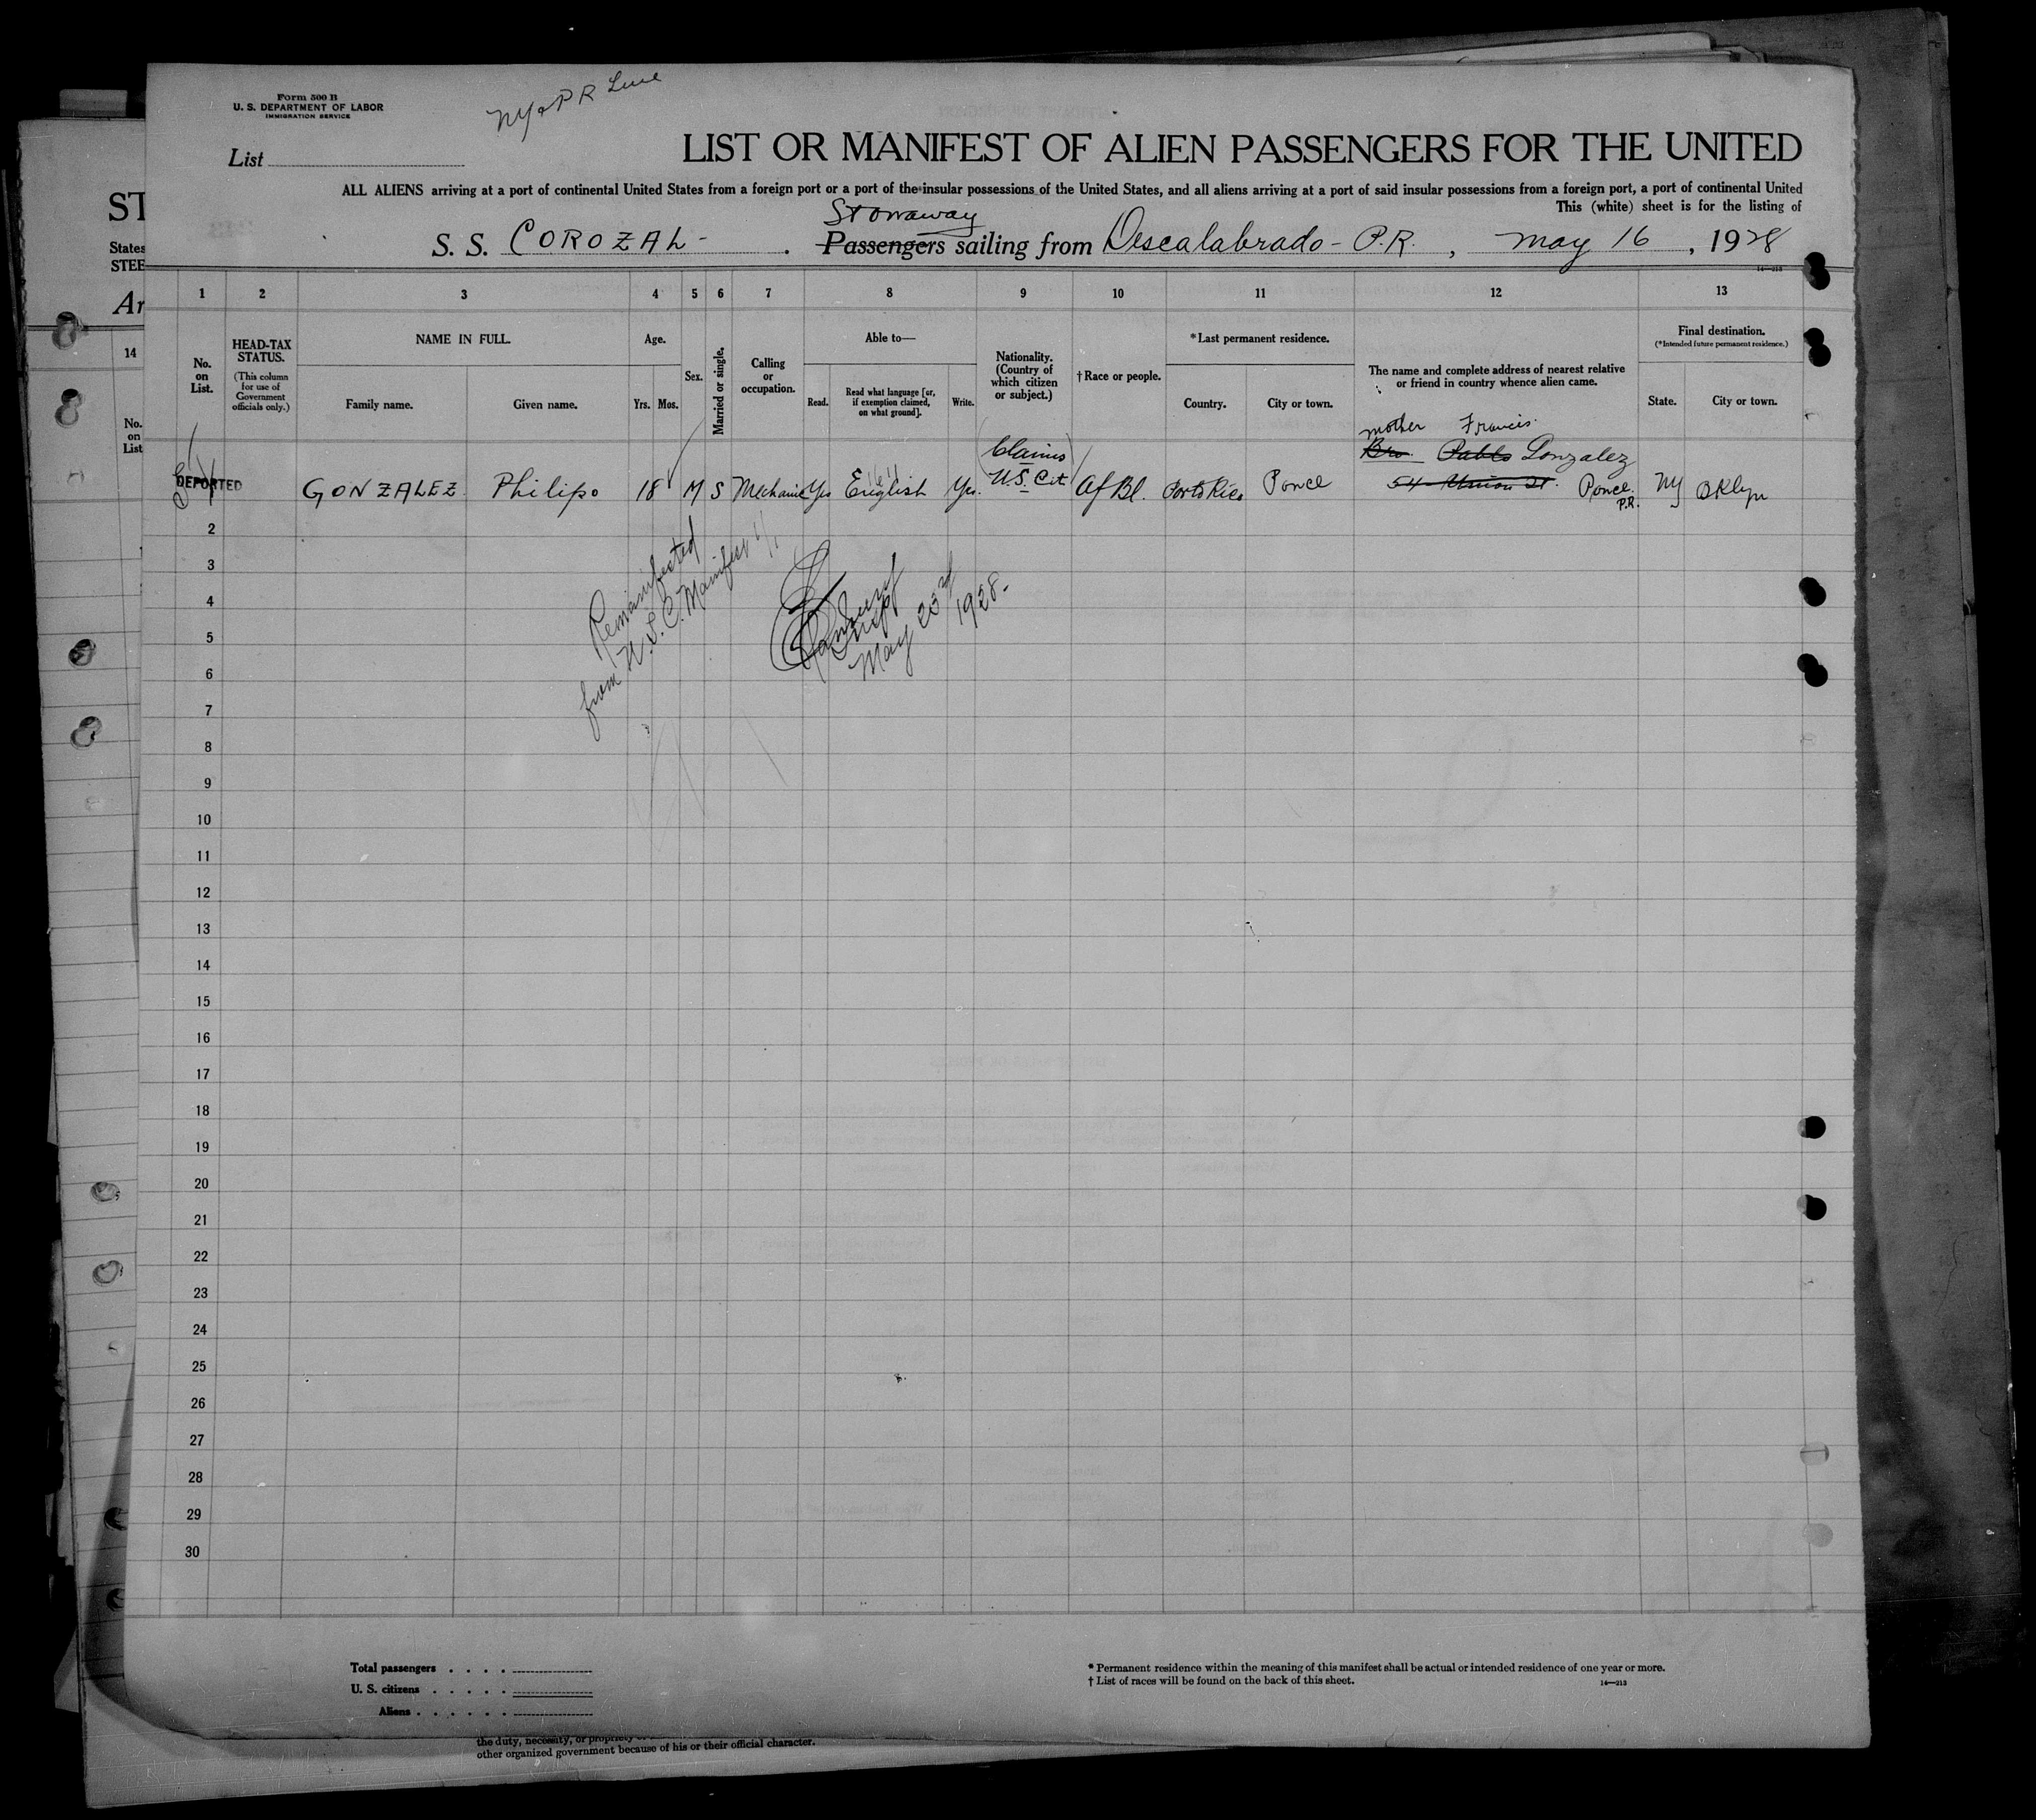 Form 500 B
U. S. DEPARTMENT OF LABOR
IMMIGRATION SERVICE
NY & P R Line
List
LIST OR MANIFEST OF ALIEN PASSENGERS FOR THE UNITED
ALL ALIENS arriving at a port of continental United States from a foreign port or a port of the insular possessions of the United States, and all aliens arriving at a port of said insular possessions from a foreign port, a port of continental United
This (white) sheet is for the listing of
Stowaway
S. S. COROZAL - . Passengers sailing from Descalabrado - P.R. , May 16 , 1928
14—213
ST
States
STEE
Ar
14
No.
on
List
1 2 3 4 5 6 7 8 9 10 11 12 13
No. on List.
HEAD-TAX STATUS.
(This column for use of Government officials only.)
NAME IN FULL.
Family name.
Given name.
Age.
Yrs. Mos.
Sex.
Married or single.
Calling or occupation.
Able to—
Read.
Read what language [or, if exemption claimed, on what ground].
Write.
Nationality. (Country of which citizen or subject.)
† Race or people.
* Last permanent residence.
Country.
City or town.
The name and complete address of nearest relative or friend in country whence alien came.
Final destination.
(* Intended future permanent residence.)
State.
City or town.
mother Francis
Claims Bro. Pablo Gonzalez
DEPORTED GONZALEZ Philipo 18 M S Mechanic Yes English Yes. U.S. Cit Af Bl. Porto Rico Ponce 54 Union St. Ponce P.R. NY BKlyn
2
3
4
5
6
7
8
9
10
11
12
13
14
15
16
17
18
19
20
21
22
23
24
25
26
27
28
29
30
Remanifested
from U.S.C. Manifest
May 23rd
1928-
Total passengers
U. S. citizens
Aliens
* Permanent residence within the meaning of this manifest shall be actual or intended residence of one year or more.
† List of races will be found on the back of this sheet.
14—213
the duty, necessity, or propriety
other organized government because of his or their official character.